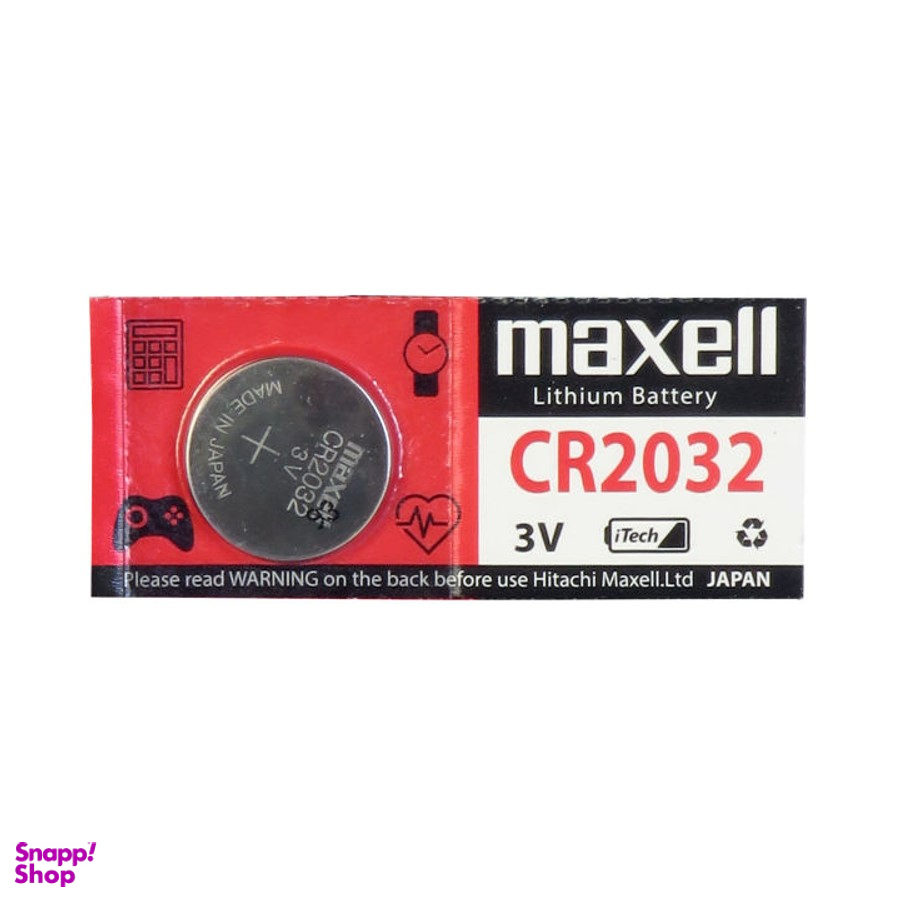 maxell
Lithium Battery
CR2032
3V
iTech
MADE IN JAPAN
maxell
CR2032
3V
Please read WARNING on the back before use Hitachi Maxell.Ltd JAPAN
Snapp!
Shop